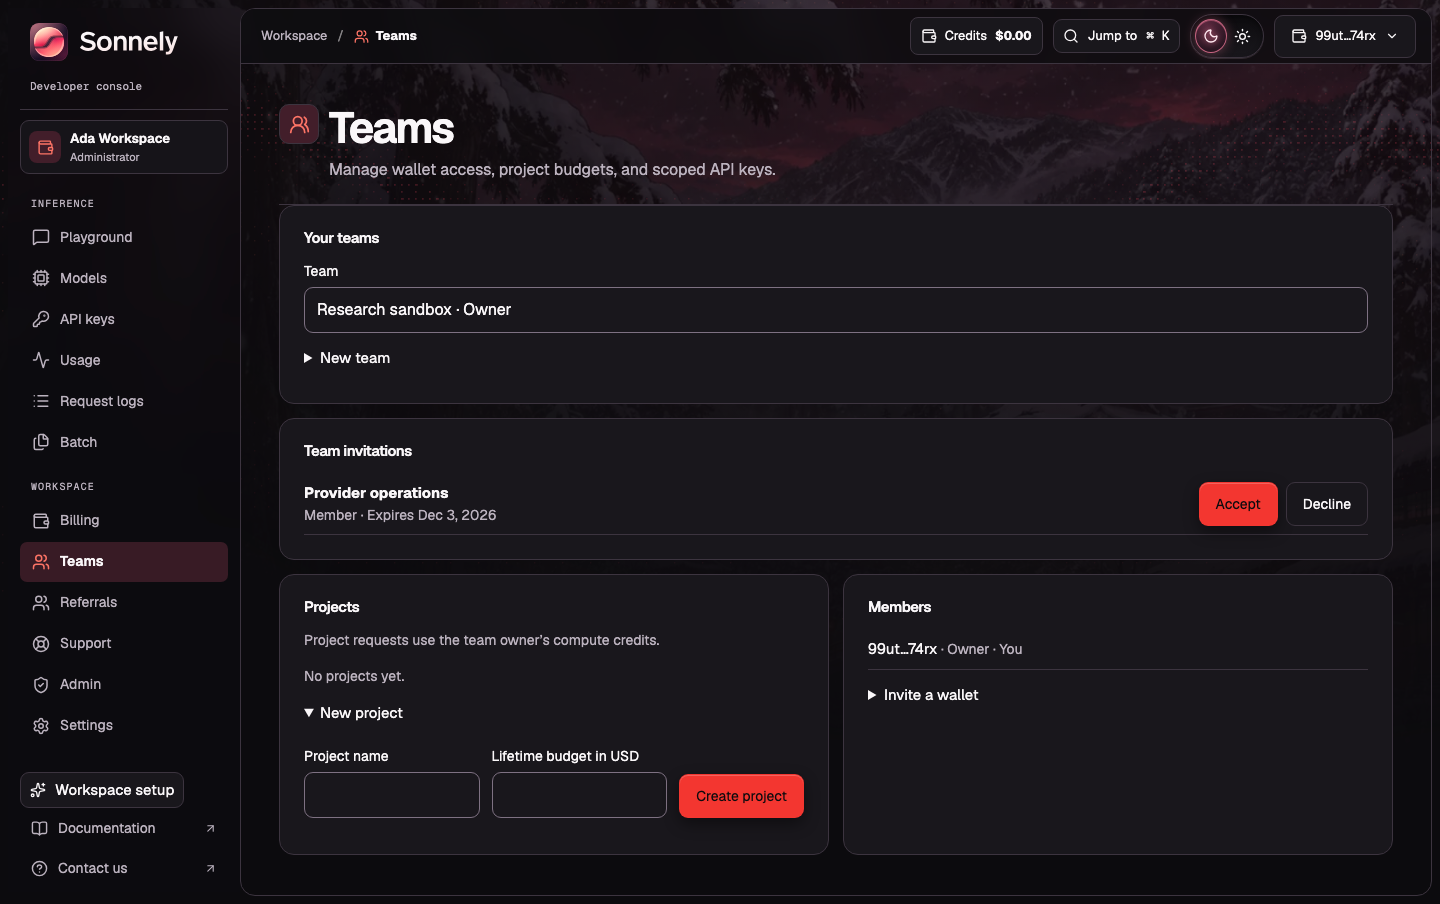 Sonnely
Developer console
Ada Workspace
Administrator
INFERENCE
Playground
Models
API keys
Usage
Request logs
Batch
WORKSPACE
Billing
Teams
Referrals
Support
Admin
Settings
Workspace setup
Documentation
Contact us
Workspace / Teams
Credits $0.00
Jump to ⌘ K
99ut...74rx
Teams
Manage wallet access, project budgets, and scoped API keys.
Your teams
Team
Research sandbox · Owner
New team
Team invitations
Provider operations
Member · Expires Dec 3, 2026
Accept
Decline
Projects
Project requests use the team owner's compute credits.
No projects yet.
New project
Project name
Lifetime budget in USD
Create project
Members
99ut...74rx · Owner · You
Invite a wallet